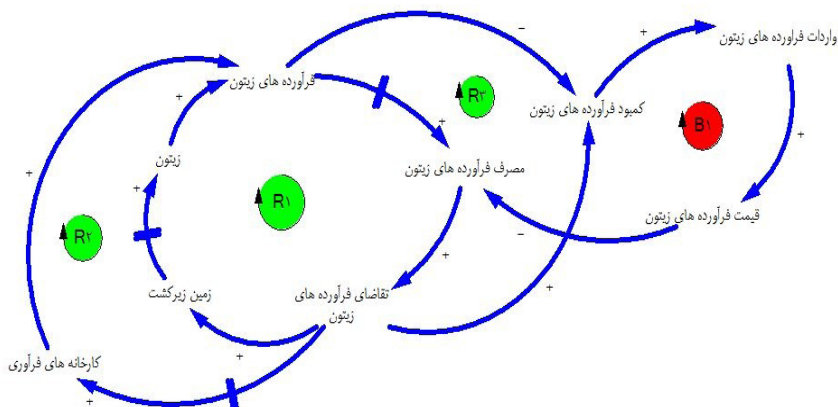 واردات فراورده های زیتون
فرآورده های زیتون
R۳
کمبود فرآورده های زیتون
B۱
زیتون
مصرف فرآورده های زیتون
R۱
قیمت فرآورده های زیتون
R۲
زمین زیرکشت
تقاضای فرآورده های
زیتون
کارخانه های فرآوری